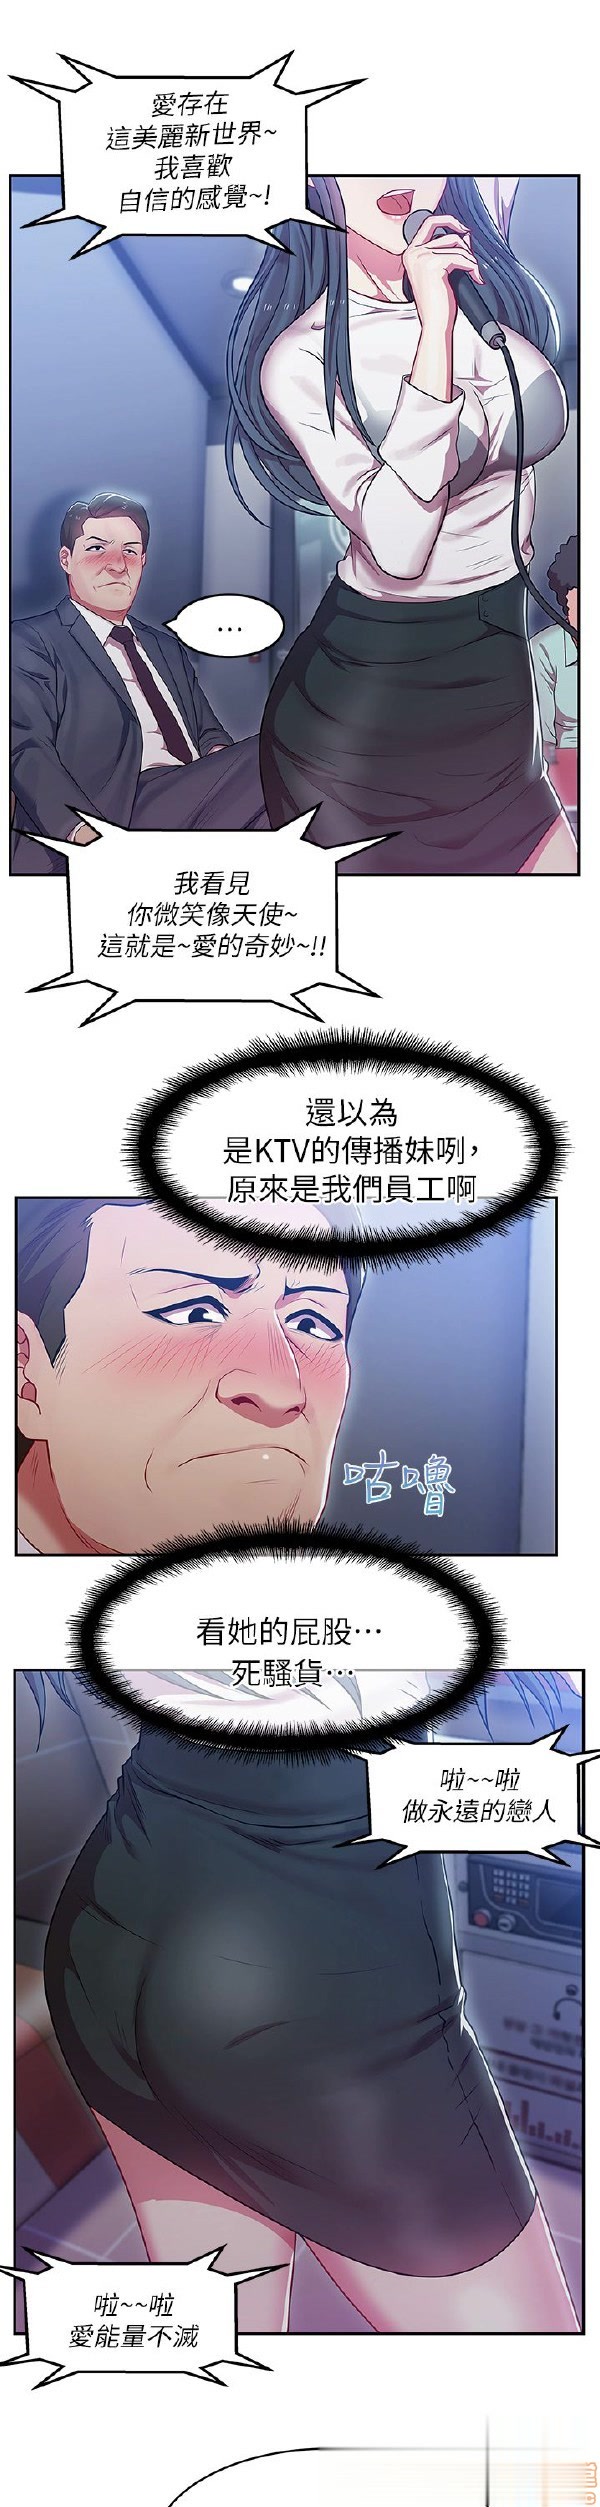 愛存在
這美麗新世界~
我喜歡
自信的感覺~!
...
我看見
你微笑像天使~
這就是~愛的奇妙~!!
還以為
是KTV的傳播妹咧，
原來是我們員工啊
咕嚕
看她的屁股…
死騷貨…
啦~~啦
做永遠的戀人
啦~~啦
愛能量不滅